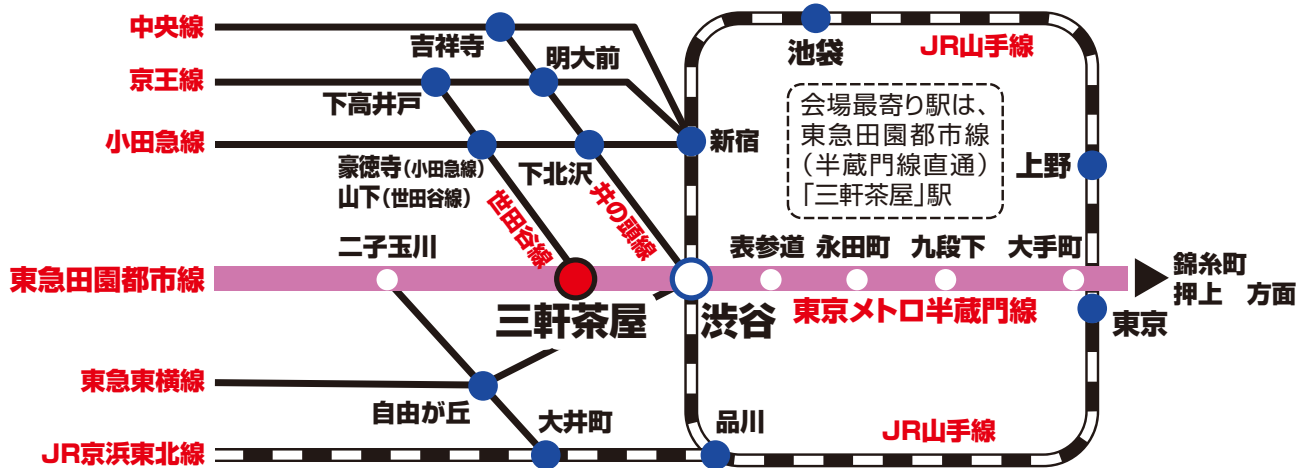 中央線
吉祥寺
池袋
JR山手線
京王線
明大前
下高井戸
会場最寄り駅は、
東急田園都市線
(半蔵門線直通)
「三軒茶屋」駅
小田急線
新宿
豪徳寺(小田急線)
山下(世田谷線)
下北沢
上野
世田谷線
井の頭線
二子玉川
表参道
永田町
九段下
大手町
東急田園都市線
錦糸町
押上 方面
三軒茶屋
渋谷
東京メトロ半蔵門線
東京
東急東横線
自由が丘
大井町
品川
JR山手線
JR京浜東北線